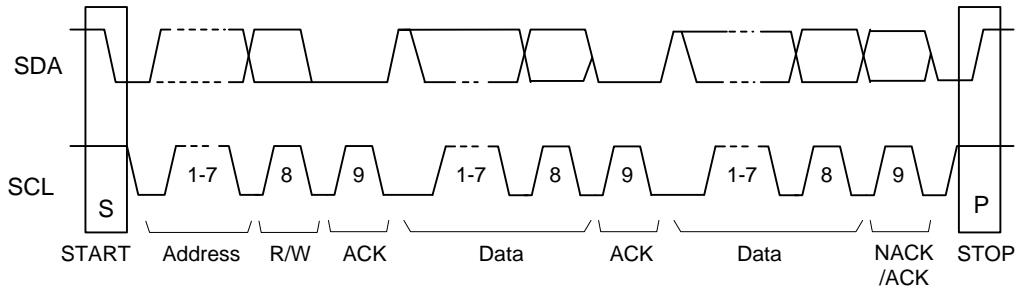 SDA
1-7 8 9 1-7 8 9 1-7 8 9
SCL
S P
START Address R/W ACK Data ACK Data NACK /ACK STOP